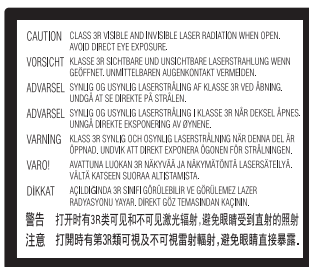 CAUTION CLASS 3R VISIBLE AND INVISIBLE LASER RADIATION WHEN OPEN.
AVOID DIRECT EYE EXPOSURE.
VORSICHT KLASSE 3R SICHTBARE UND UNSICHTBARE LASERSTRAHLUNG WENN
GEÖFFNET. UNMITTELBAREN AUGENKONTAKT VERMEIDEN.
ADVARSEL SYNLIG OG USYNLIG LASERSTRÅLING AF KLASSE 3R VED ÅBNING.
UNDGÅ AT SE DIREKTE PÅ STRÅLEN.
ADVARSEL SYNLIG OG USYNLIG LASERSTRÅLING I KLASSE 3R NÅR DEKSEL ÅPNES.
UNNGÅ DIREKTE EKSPONERING AV ØYNENE.
VARNING KLASS 3R SYNLIG OCH OSYNLIG LASERSTRÅLNING NÄR DENNA DEL ÄR
ÖPPNAD. UNDVIK ATT DIREKT EXPONERA ÖGONEN FÖR STRÅLNINGEN.
VARO! AVATTUNA LUOKAN 3R NÄKYVÄÄ JA NÄKYMÄTÖNTÄ LASERSÄTEILYÄ.
VÄLTÄ KATSEEN SUORAA ALTISTAMISTA.
DIKKAT AÇILDIGINDA 3R SINIFI GÖRÜLEBILIR VE GÖRÜLEMEZ LAZER
RADYASYONU YAYAR. DIREKT GÖZ TEMASINDAN KAÇININ.
警告 打开时有3R类可见和不可见激光辐射,避免眼睛受到直射的照射
注意 打開時有第3R類可視及不可視雷射輻射,避免眼睛直接暴露.